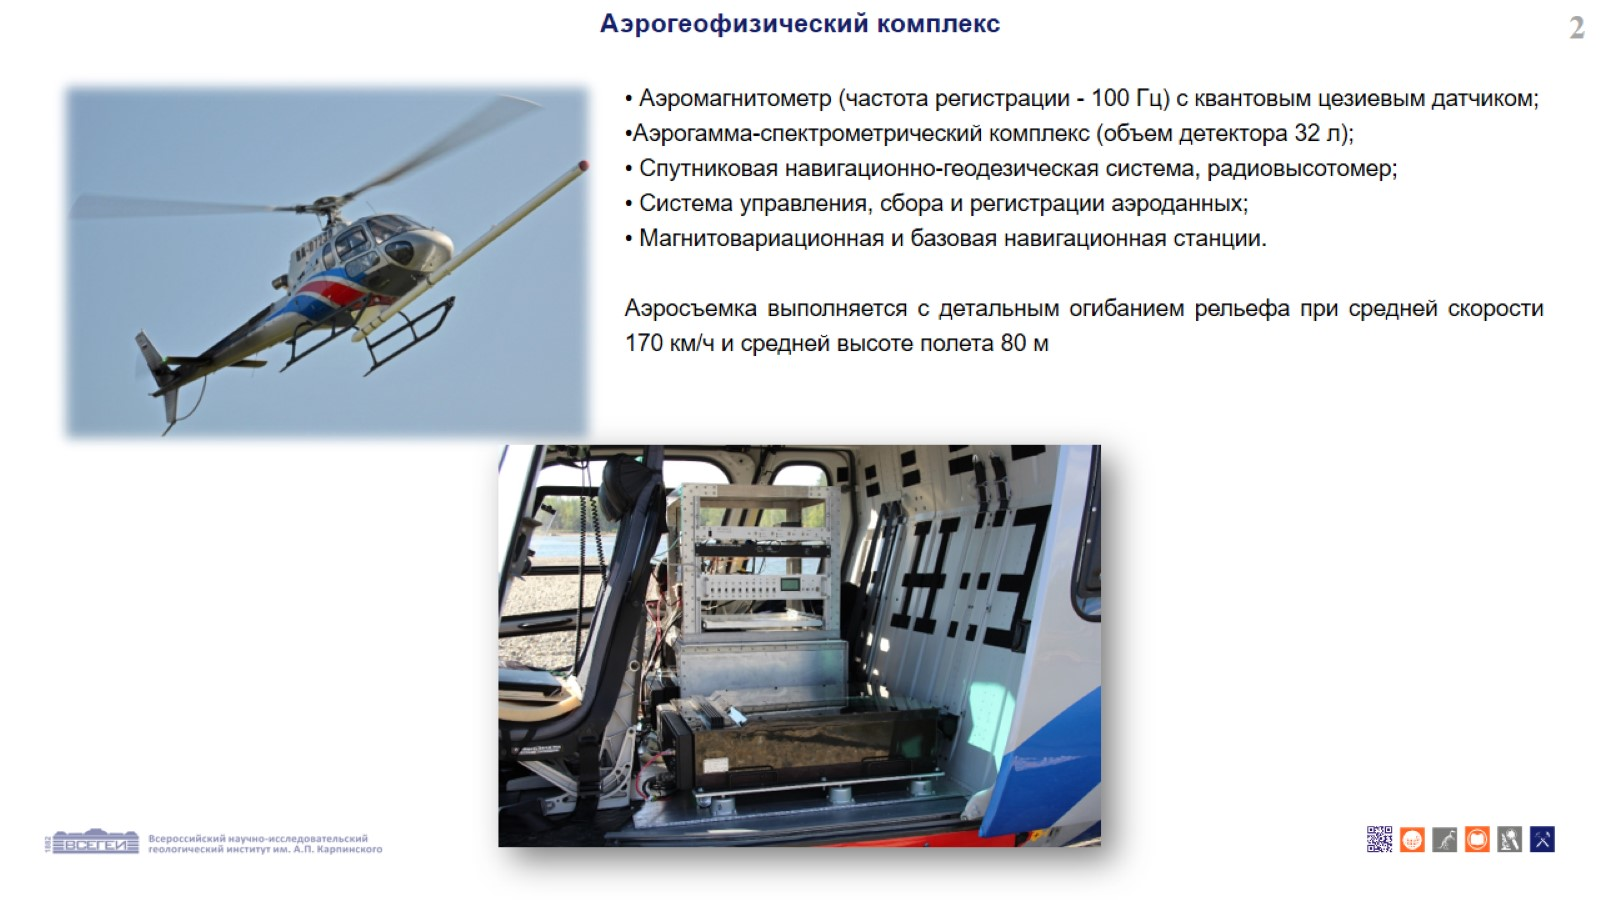 Аэрогеофизический комплекс
2
• Аэромагнитометр (частота регистрации - 100 Гц) с квантовым цезиевым датчиком;
•Аэрогамма-спектрометрический комплекс (объем детектора 32 л);
• Спутниковая навигационно-геодезическая система, радиовысотомер;
• Система управления, сбора и регистрации аэроданных;
• Магнитовариационная и базовая навигационная станции.
Аэросъемка выполняется с детальным огибанием рельефа при средней скорости
170 км/ч и средней высоте полета 80 м
1882
ВСЕГЕИ
Всероссийский научно-исследовательский
геологический институт им. А.П. Карпинского